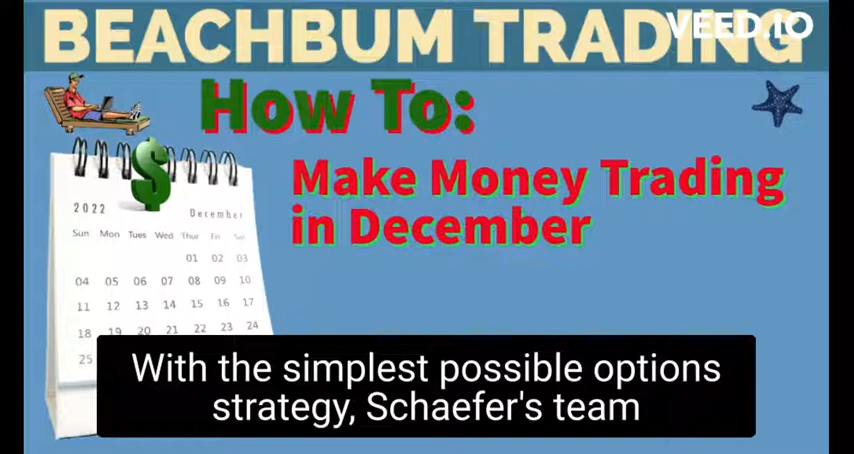 BEACHBUM TRADING
VEED.IO
How To:
Make Money Trading
in December
2022 December
Sun Mon Tues Wed Thur Fri Sat
01 02 03
04 05 06 07 08 09 10
11 12 13 14 15 16 17
18 19 20 21 22 23 24
25
With the simplest possible options
strategy, Schaefer's team